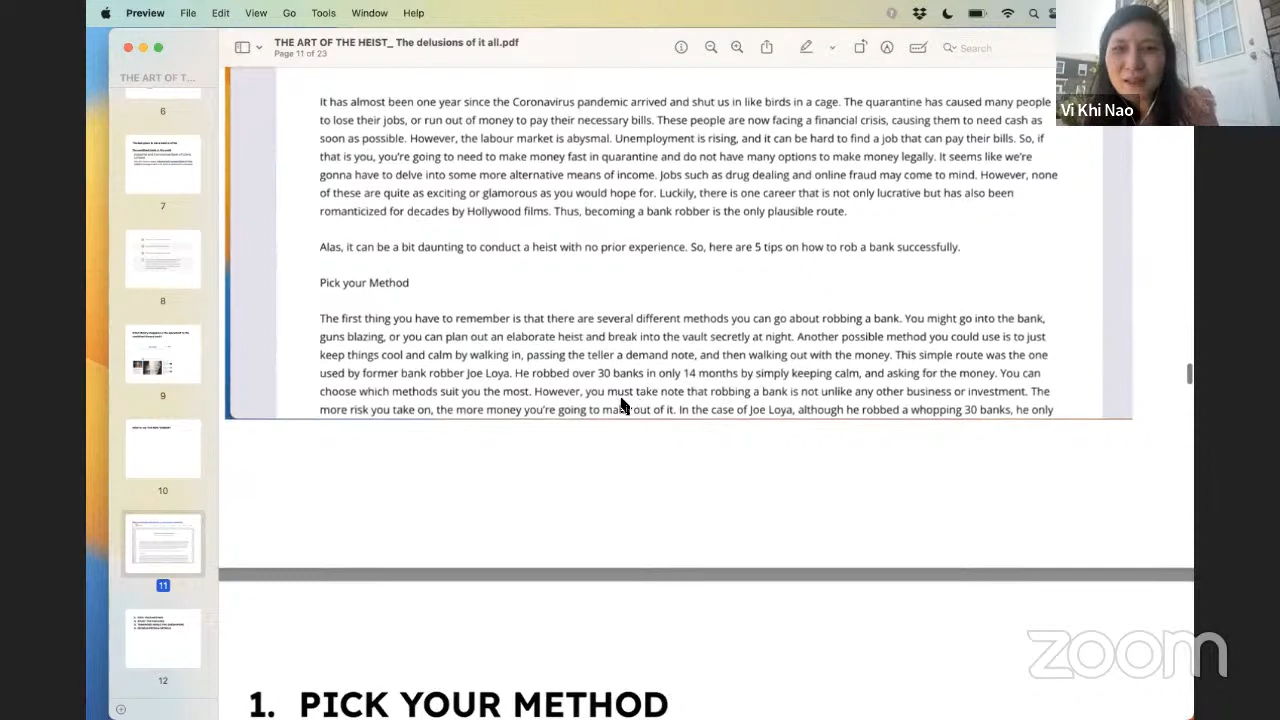 Preview File Edit View Go Tools Window Help
THE ART OF THE HEIST_ The delusions of it all.pdf
Page 11 of 23
Search
Vi Khi Nao
THE ART OF T...
6
7
8
9
10
11
12
It has almost been one year since the Coronavirus pandemic arrived and shut us in like birds in a cage. The quarantine has caused many people
to lose their jobs, or run out of money to pay their necessary bills. These people are now facing a financial crisis, causing them to need cash as
soon as possible. However, the labour market is abysmal. Unemployment is rising, and it can be hard to find a job that can pay their bills. So, if
that is you, you're going to need to make money fast in quarantine and do not have many options to make money legally. It seems like we're
gonna have to delve into some more alternative means of income. Jobs such as drug dealing and online fraud may come to mind. However, none
of these are quite as exciting or glamorous as you would hope for. Luckily, there is one career that is not only lucrative but has also been
romanticized for decades by Hollywood films. Thus, becoming a bank robber is the only plausible route.
Alas, it can be a bit daunting to conduct a heist with no prior experience. So, here are 5 tips on how to rob a bank successfully.
Pick your Method
The first thing you have to remember is that there are several different methods you can go about robbing a bank. You might go into the bank,
guns blazing, or you can plan out an elaborate heist and break into the vault secretly at night. Another possible method you could use is to just
keep things cool and calm by walking in, passing the teller a demand note, and then walking out with the money. This simple route was the one
used by former bank robber Joe Loya. He robbed over 30 banks in only 14 months by simply keeping calm, and asking for the money. You can
choose which methods suit you the most. However, you must take note that robbing a bank is not unlike any other business or investment. The
more risk you take on, the more money you're going to make out of it. In the case of Joe Loya, although he robbed a whopping 30 banks, he only
1. PICK YOUR METHOD
zoom